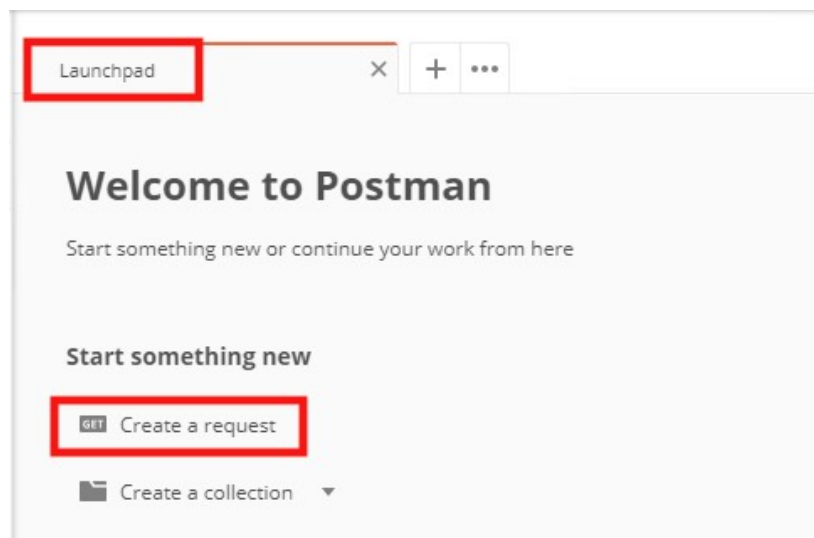 Launchpad
Welcome to Postman
Start something new or continue your work from here
Start something new
GET Create a request
Create a collection